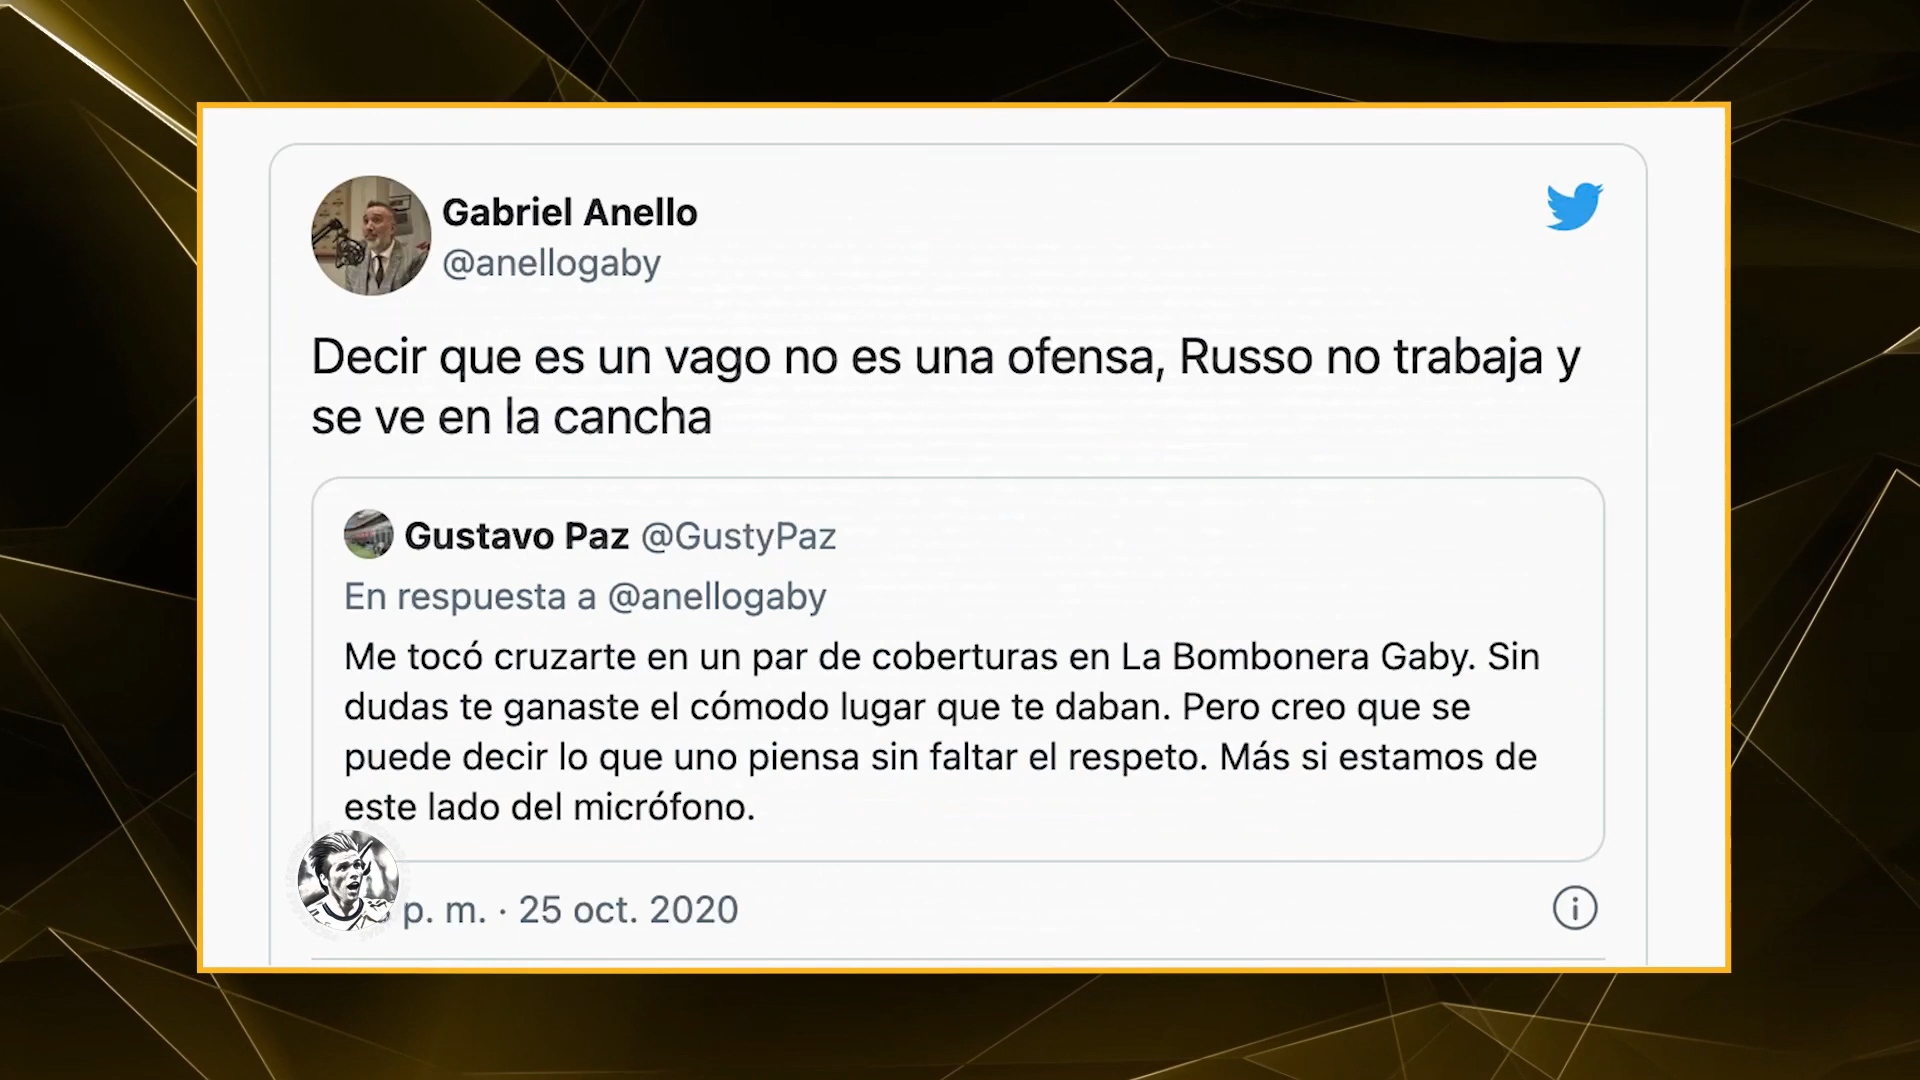 Gabriel Anello
@anellogaby
Decir que es un vago no es una ofensa, Russo no trabaja y
se ve en la cancha
Gustavo Paz @GustyPaz
En respuesta a @anellogaby
Me tocó cruzarte en un par de coberturas en La Bombonera Gaby. Sin
dudas te ganaste el cómodo lugar que te daban. Pero creo que se
puede decir lo que uno piensa sin faltar el respeto. Más si estamos de
este lado del micrófono.
p. m. · 25 oct. 2020